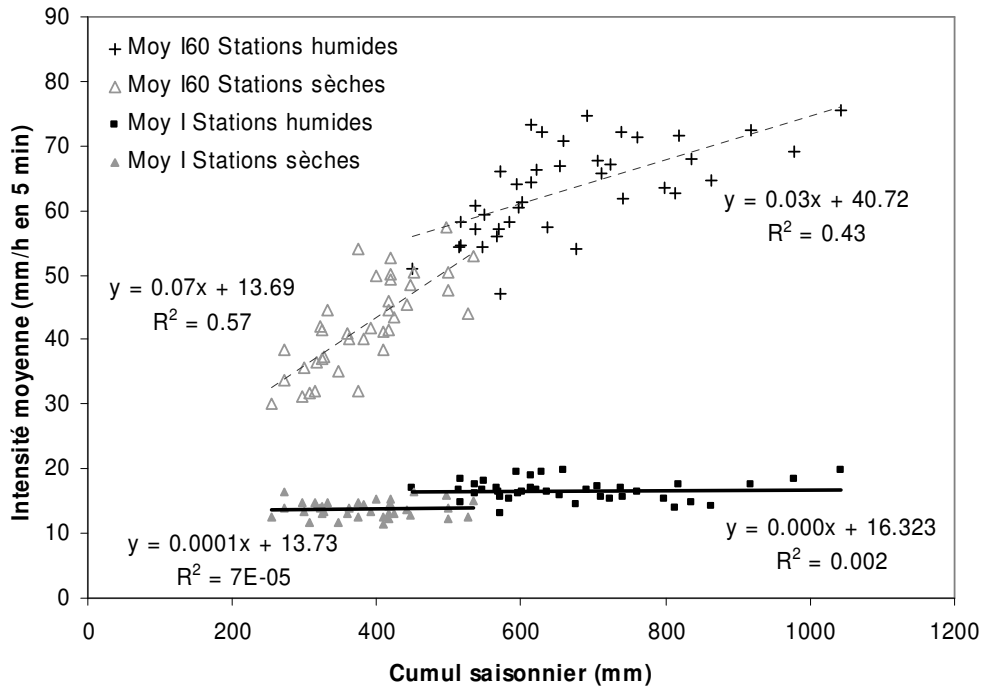 90
80
70
60
50
40
30
20
10
0
Intensité moyenne (mm/h en 5 min)
Moy I60 Stations humides
Moy I60 Stations sèches
Moy I Stations humides
Moy I Stations sèches
y = 0.03x + 40.72
R² = 0.43
y = 0.07x + 13.69
R² = 0.57
y = 0.0001x + 13.73
R² = 7E-05
y = 0.000x + 16.323
R² = 0.002
0 200 400 600 800 1000 1200
Cumul saisonnier (mm)